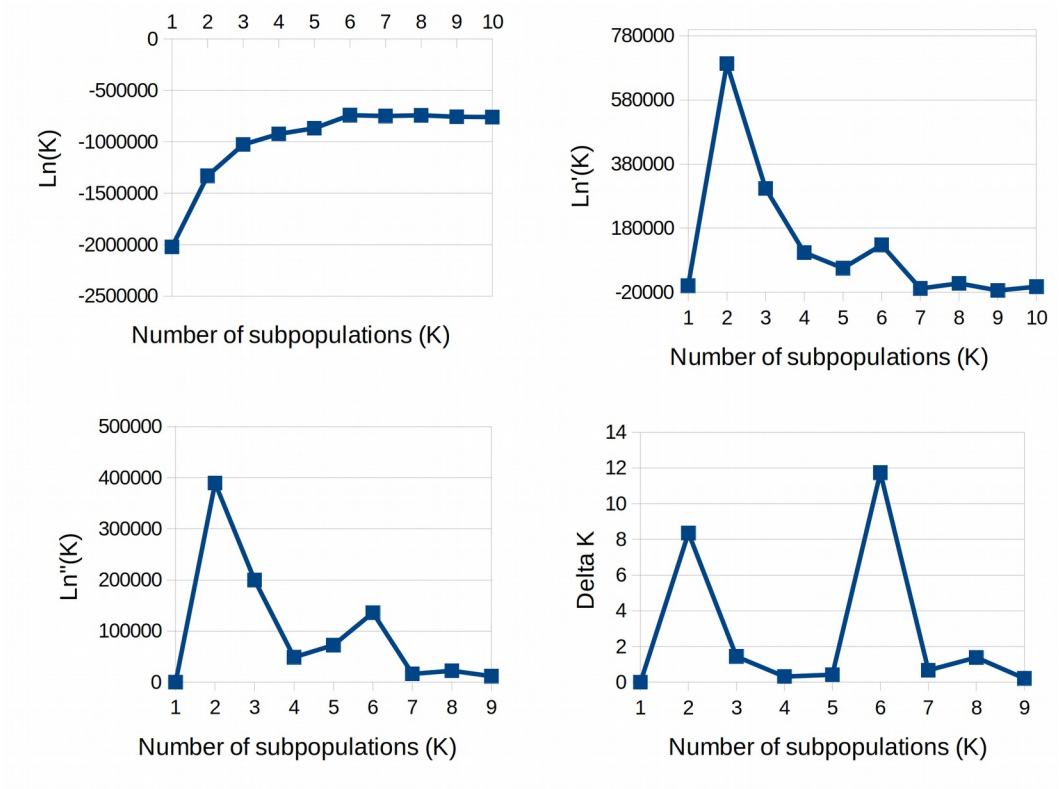 1 2 3 4 5 6 7 8 9 10
0
-500000
-1000000
-1500000
-2000000
-2500000
Ln(K)
Number of subpopulations (K)
780000
580000
380000
180000
-20000
Ln'(K)
1 2 3 4 5 6 7 8 9 10
Number of subpopulations (K)
500000
400000
300000
200000
100000
0
Ln"(K)
1 2 3 4 5 6 7 8 9
Number of subpopulations (K)
14
12
10
8
6
4
2
0
Delta K
1 2 3 4 5 6 7 8 9
Number of subpopulations (K)